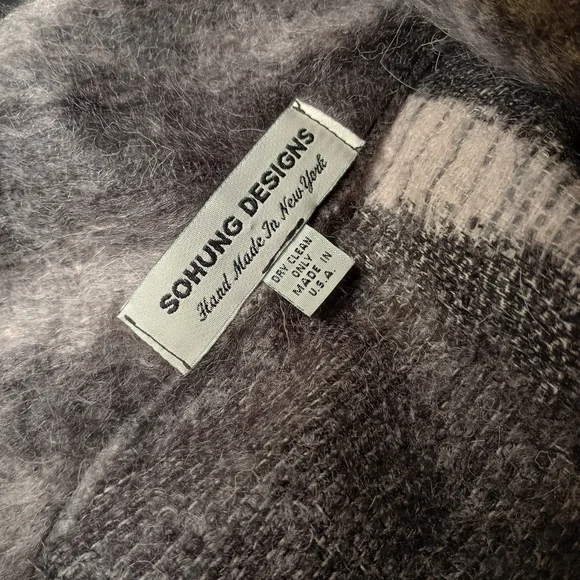 SOHUNG DESIGNS
Hand Made In New York
DRY CLEAN
ONLY
MADE IN
U.S.A.